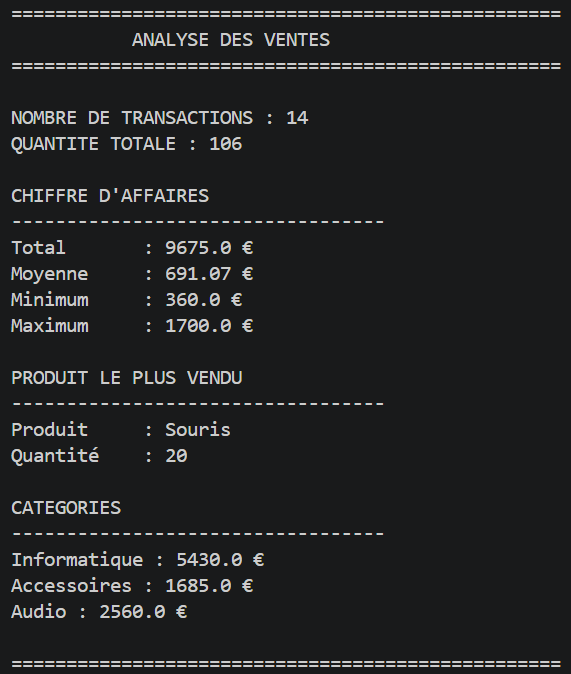 ==================================================
           ANALYSE DES VENTES
==================================================

NOMBRE DE TRANSACTIONS : 14
QUANTITE TOTALE : 106

CHIFFRE D'AFFAIRES
----------------------------------
Total       : 9675.0 €
Moyenne     : 691.07 €
Minimum     : 360.0 €
Maximum     : 1700.0 €

PRODUIT LE PLUS VENDU
----------------------------------
Produit     : Souris
Quantité    : 20

CATEGORIES
----------------------------------
Informatique : 5430.0 €
Accessoires : 1685.0 €
Audio : 2560.0 €

==================================================